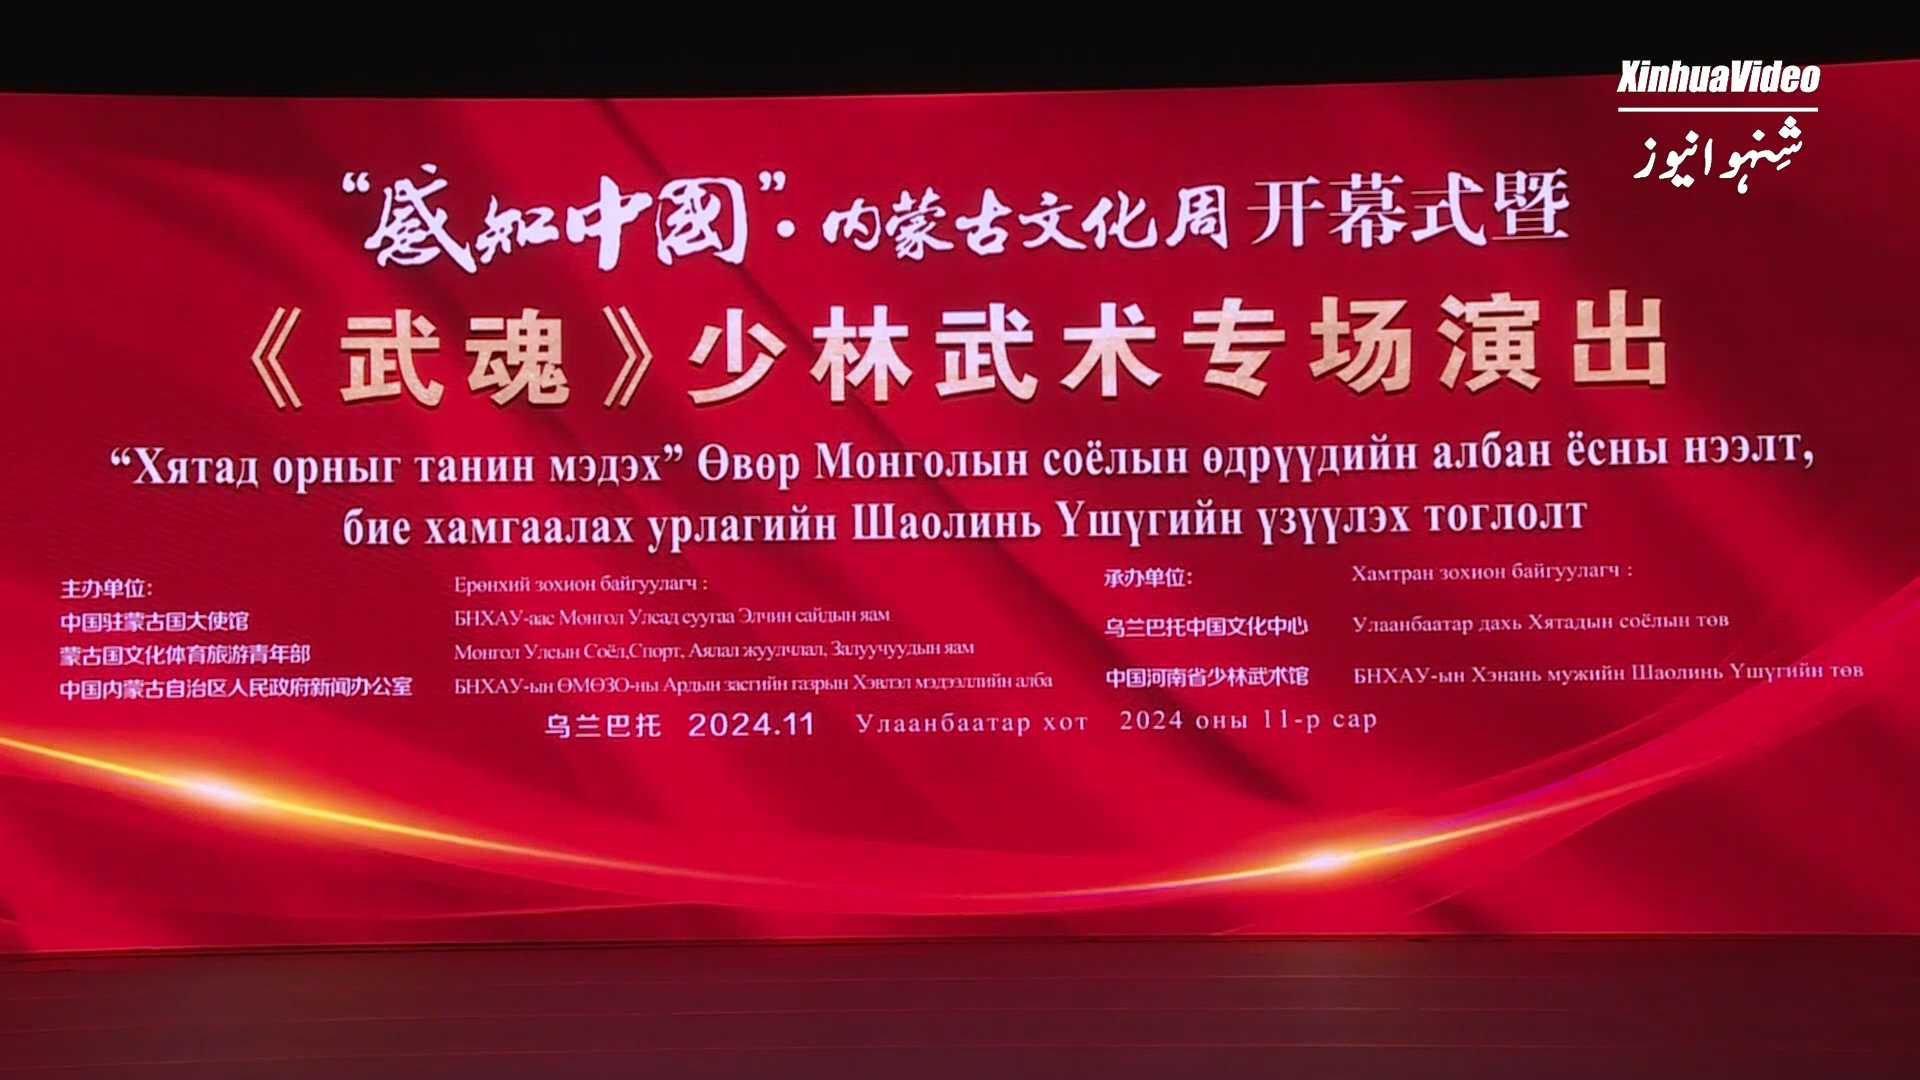 XinhuaVideo
شِنہوا نیوز
“感知中國”·内蒙古文化周开幕式暨
《武魂》少林武术专场演出
“Хятад орныг танин мэдэх” Өвөр Монголын соёлын өдрүүдийн албан ёсны нээлт,
бие хамгаалах урлагийн Шаолинь Үшүгийн үзүүлэх тоглолт
主办单位:
Ерөнхий зохион байгуулагч :
中国驻蒙古国大使馆
БНХАУ-аас Монгол Улсад суугаа Элчин сайдын яам
蒙古国文化体育旅游青年部
Монгол Улсын Соёл,Спорт, Аялал жуулчлал, Залуучуудын яам
中国内蒙古自治区人民政府新闻办公室
БНХАУ-ын ӨМӨЗО-ны Ардын засгийн газрын Хэвлэл мэдээллийн алба
承办单位:
Хамтран зохион байгуулагч :
乌兰巴托中国文化中心
Улаанбаатар дахь Хятадын соёлын төв
中国河南省少林武术馆
БНХАУ-ын Хэнань мужийн Шаолинь Үшүгийн төв
乌兰巴托 2024.11 Улаанбаатар хот 2024 оны 11-р сар